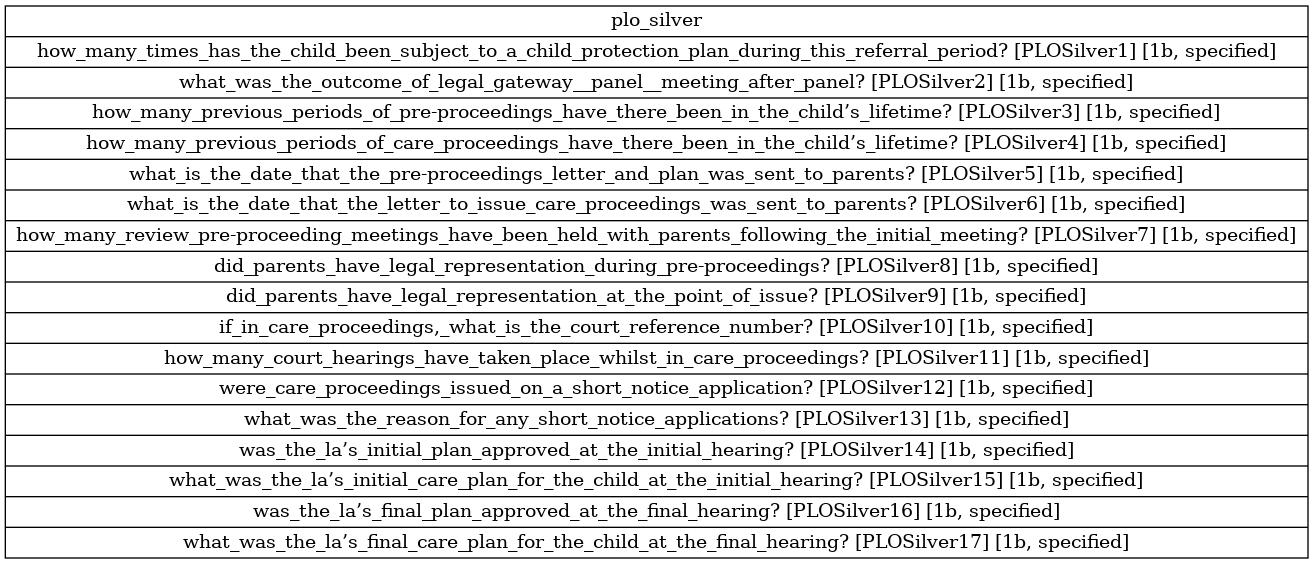 plo_silver
how_many_times_has_the_child_been_subject_to_a_child_protection_plan_during_this_referral_period? [PLOSilver1] [1b, specified]
what_was_the_outcome_of_legal_gateway__panel__meeting_after_panel? [PLOSilver2] [1b, specified]
how_many_previous_periods_of_pre-proceedings_have_there_been_in_the_child’s_lifetime? [PLOSilver3] [1b, specified]
how_many_previous_periods_of_care_proceedings_have_there_been_in_the_child’s_lifetime? [PLOSilver4] [1b, specified]
what_is_the_date_that_the_pre-proceedings_letter_and_plan_was_sent_to_parents? [PLOSilver5] [1b, specified]
what_is_the_date_that_the_letter_to_issue_care_proceedings_was_sent_to_parents? [PLOSilver6] [1b, specified]
how_many_review_pre-proceeding_meetings_have_been_held_with_parents_following_the_initial_meeting? [PLOSilver7] [1b, specified]
did_parents_have_legal_representation_during_pre-proceedings? [PLOSilver8] [1b, specified]
did_parents_have_legal_representation_at_the_point_of_issue? [PLOSilver9] [1b, specified]
if_in_care_proceedings,_what_is_the_court_reference_number? [PLOSilver10] [1b, specified]
how_many_court_hearings_have_taken_place_whilst_in_care_proceedings? [PLOSilver11] [1b, specified]
were_care_proceedings_issued_on_a_short_notice_application? [PLOSilver12] [1b, specified]
what_was_the_reason_for_any_short_notice_applications? [PLOSilver13] [1b, specified]
was_the_la’s_initial_plan_approved_at_the_initial_hearing? [PLOSilver14] [1b, specified]
what_was_the_la’s_initial_care_plan_for_the_child_at_the_initial_hearing? [PLOSilver15] [1b, specified]
was_the_la’s_final_plan_approved_at_the_final_hearing? [PLOSilver16] [1b, specified]
what_was_the_la’s_final_care_plan_for_the_child_at_the_final_hearing? [PLOSilver17] [1b, specified]